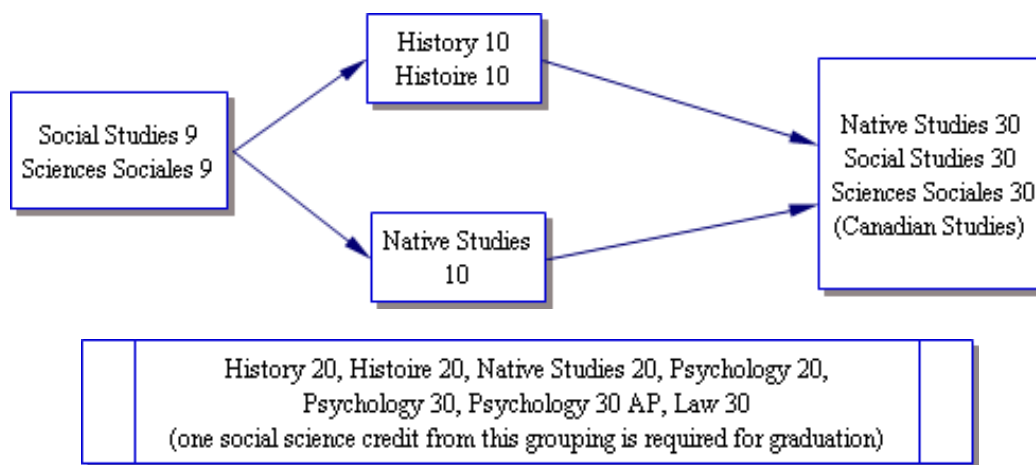 Social Studies 9
Sciences Sociales 9
History 10
Histoire 10
Native Studies
10
Native Studies 30
Social Studies 30
Sciences Sociales 30
(Canadian Studies)
History 20, Histoire 20, Native Studies 20, Psychology 20,
Psychology 30, Psychology 30 AP, Law 30
(one social science credit from this grouping is required for graduation)